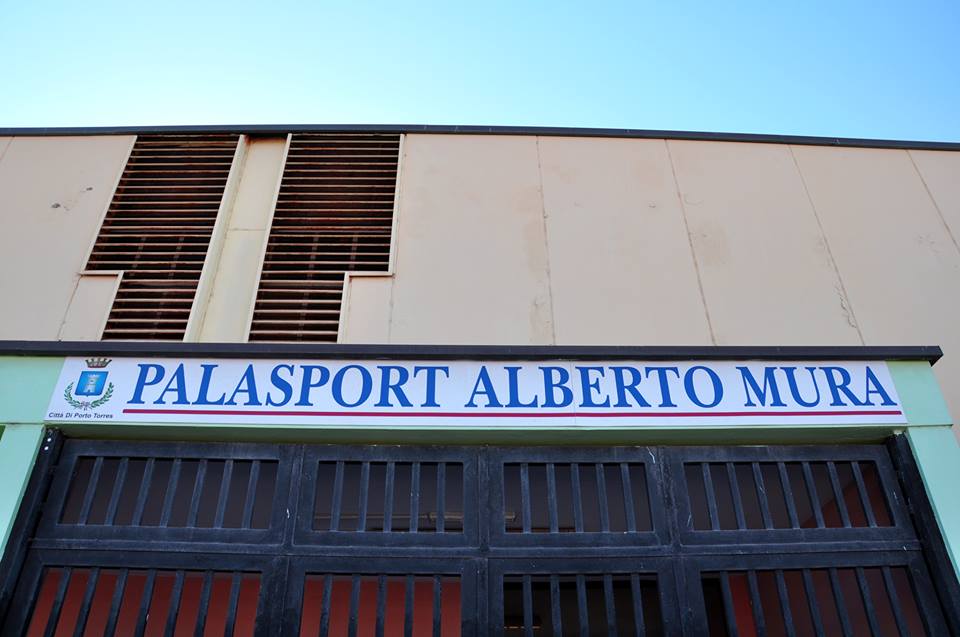 PALASPORT ALBERTO MURA
Città Di Porto Torres